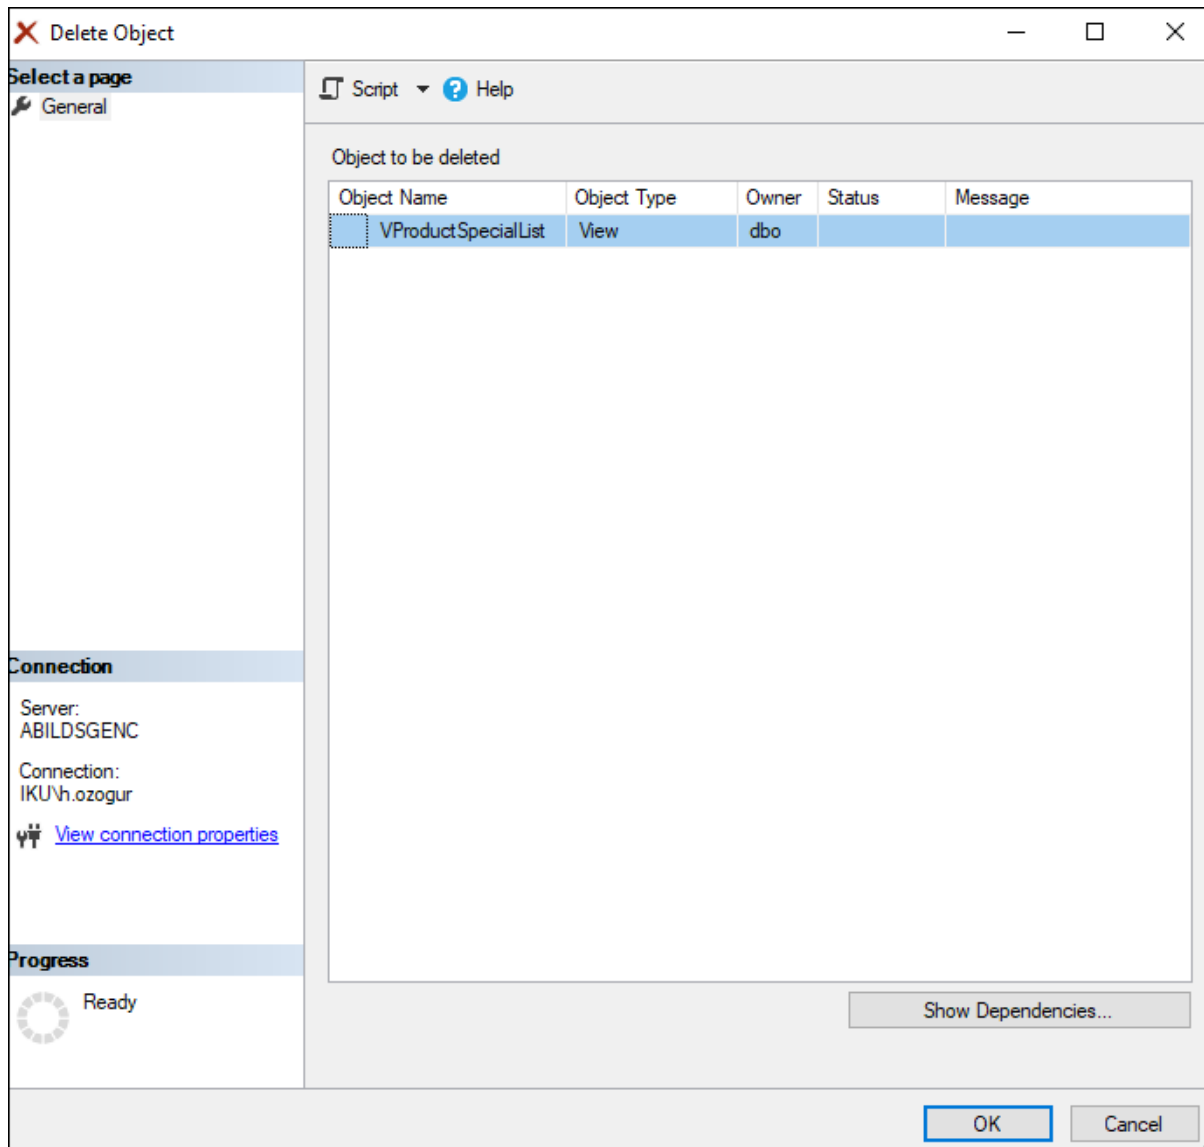 Delete Object
Select a page
General
Script
Help
Object to be deleted
Object Name Object Type Owner Status Message
VProductSpecialList View dbo
Connection
Server:
ABILDSGENC
Connection:
IKU\h.ozogur
View connection properties
Progress
Ready
Show Dependencies...
OK Cancel